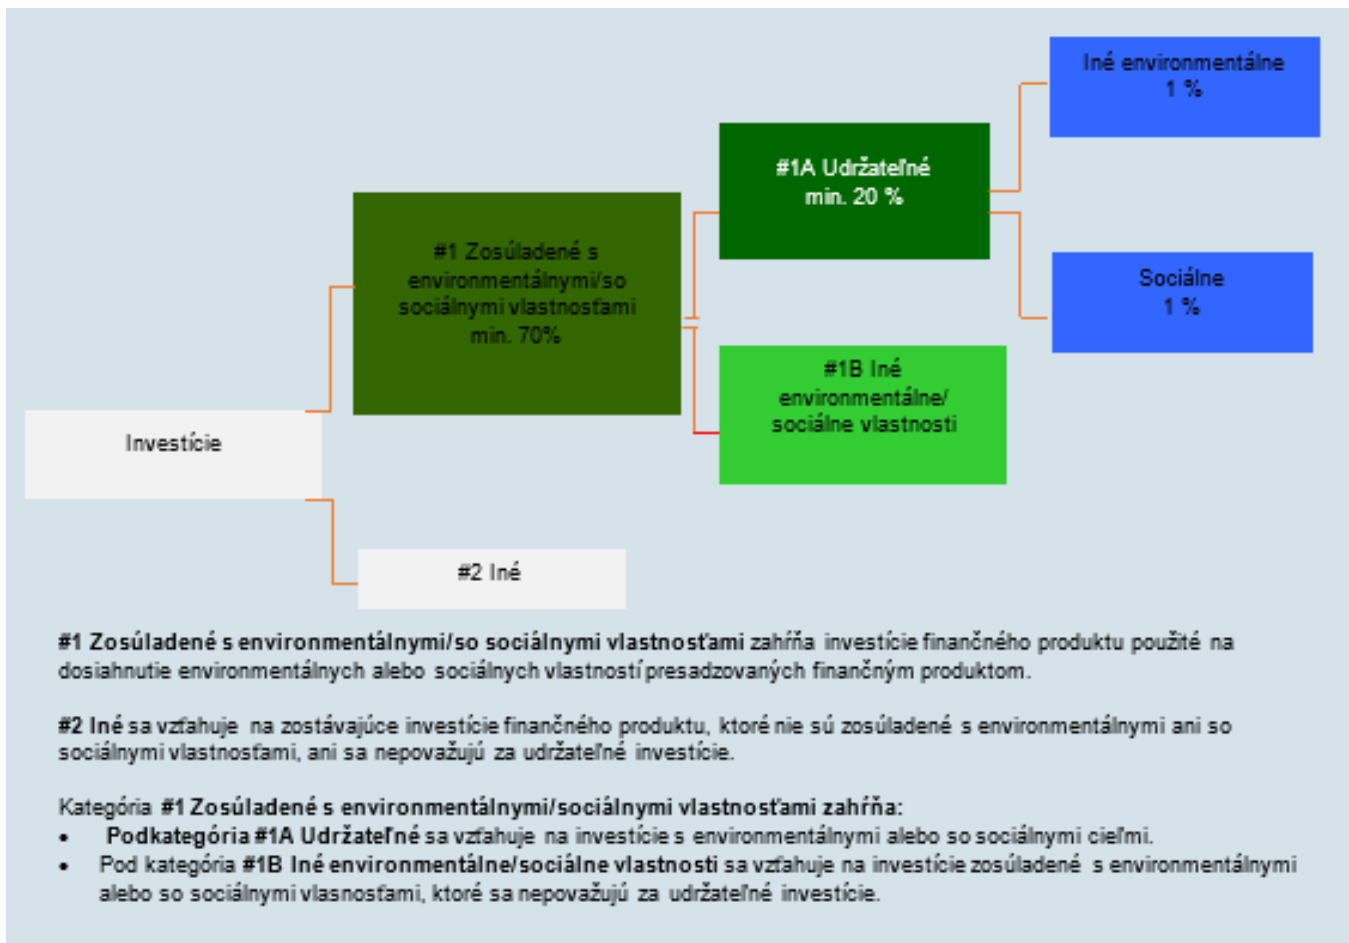 Iné environmentálne
1 %
#1A Udržateľné
min. 20 %
#1 Zosúladené s
environmentálnymi/so
sociálnymi vlastnosťami
min. 70%
Sociálne
1 %
#1B Iné
environmentálne/
sociálne vlastnosti
Investície
#2 Iné
#1 Zosúladené s environmentálnymi/so sociálnymi vlastnosťami zahŕňa investície finančného produktu použité na
dosiahnutie environmentálnych alebo sociálnych vlastností presadzovaných finančným produktom.
#2 Iné sa vzťahuje na zostávajúce investície finančného produktu, ktoré nie sú zosúladené s environmentálnymi ani so
sociálnymi vlastnosťami, ani sa nepovažujú za udržateľné investície.
Kategória #1 Zosúladené s environmentálnymi/sociálnymi vlastnosťami zahŕňa:
• Podkategória #1A Udržateľné sa vzťahuje na investície s environmentálnymi alebo so sociálnymi cieľmi.
• Pod kategória #1B Iné environmentálne/sociálne vlastnosti sa vzťahuje na investície zosúladené s environmentálnymi
alebo so sociálnymi vlasnosťami, ktoré sa nepovažujú za udržateľné investície.